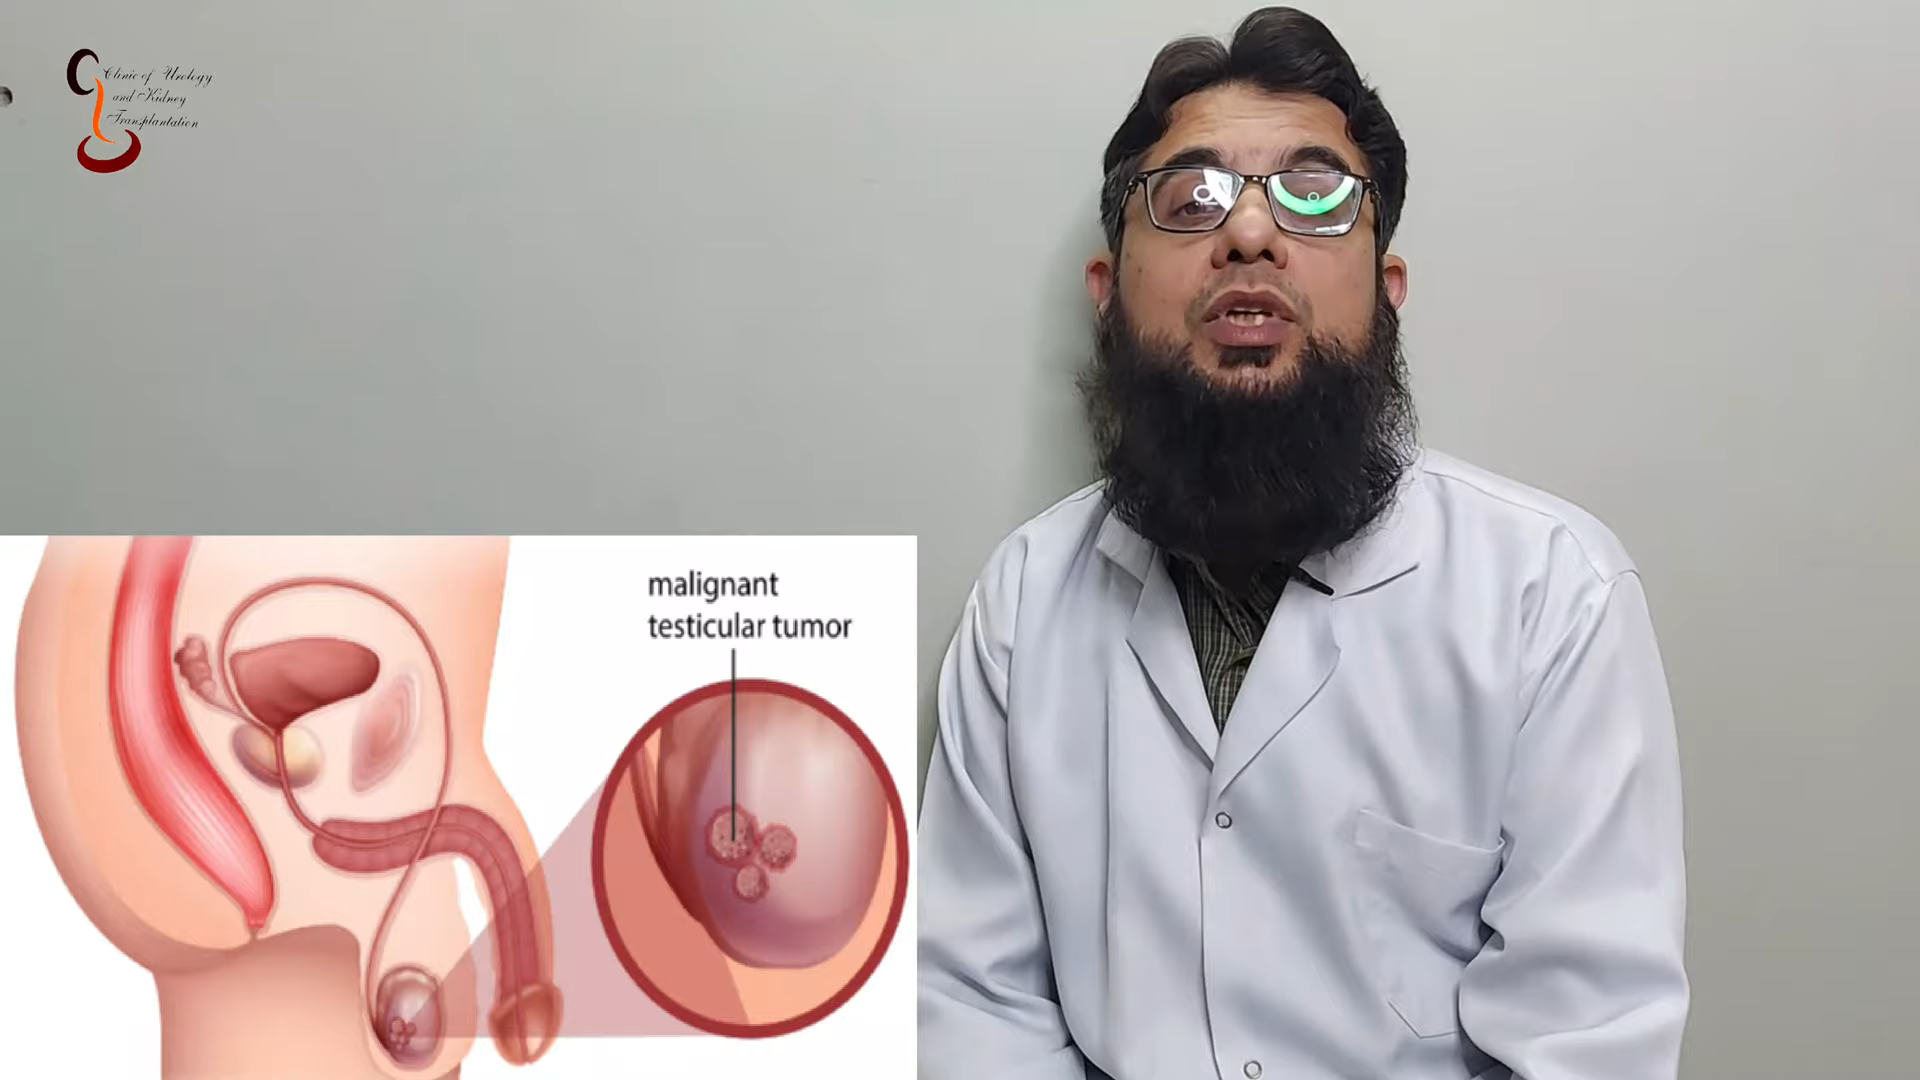 Clinic of Urology
and Kidney
Transplantation
malignant
testicular tumor